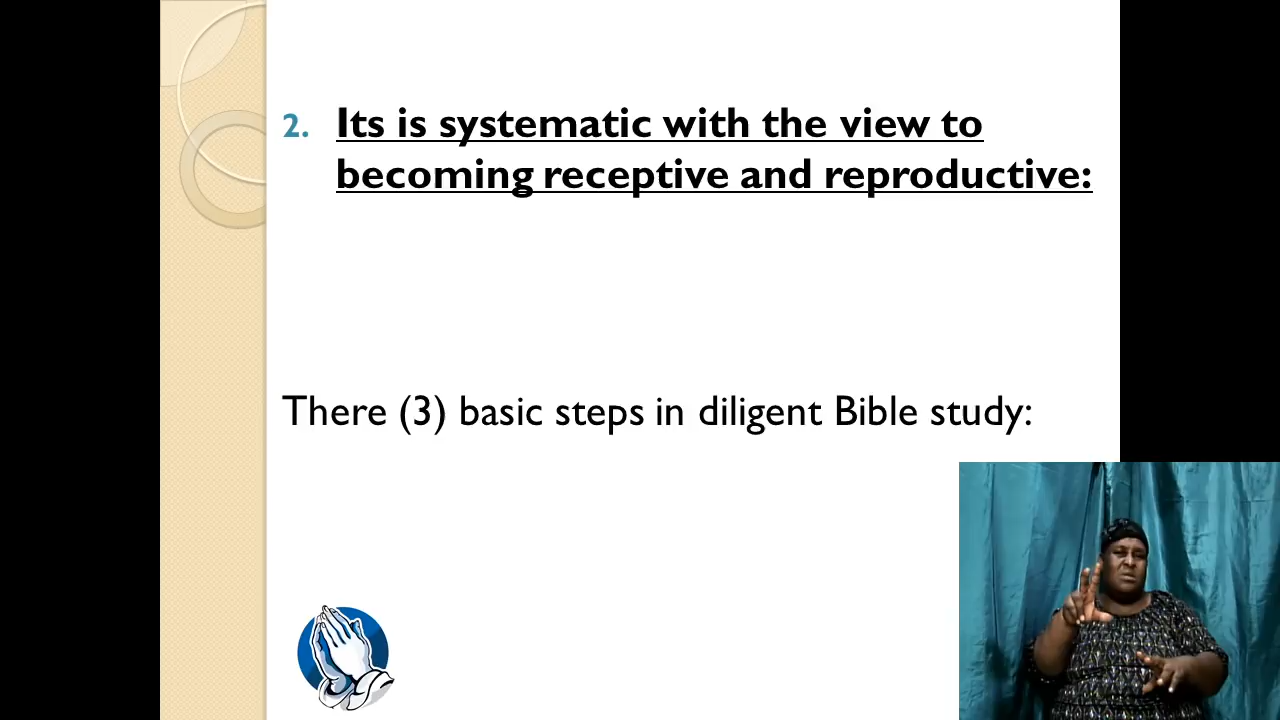 2. Its is systematic with the view to
becoming receptive and reproductive:
There (3) basic steps in diligent Bible study: